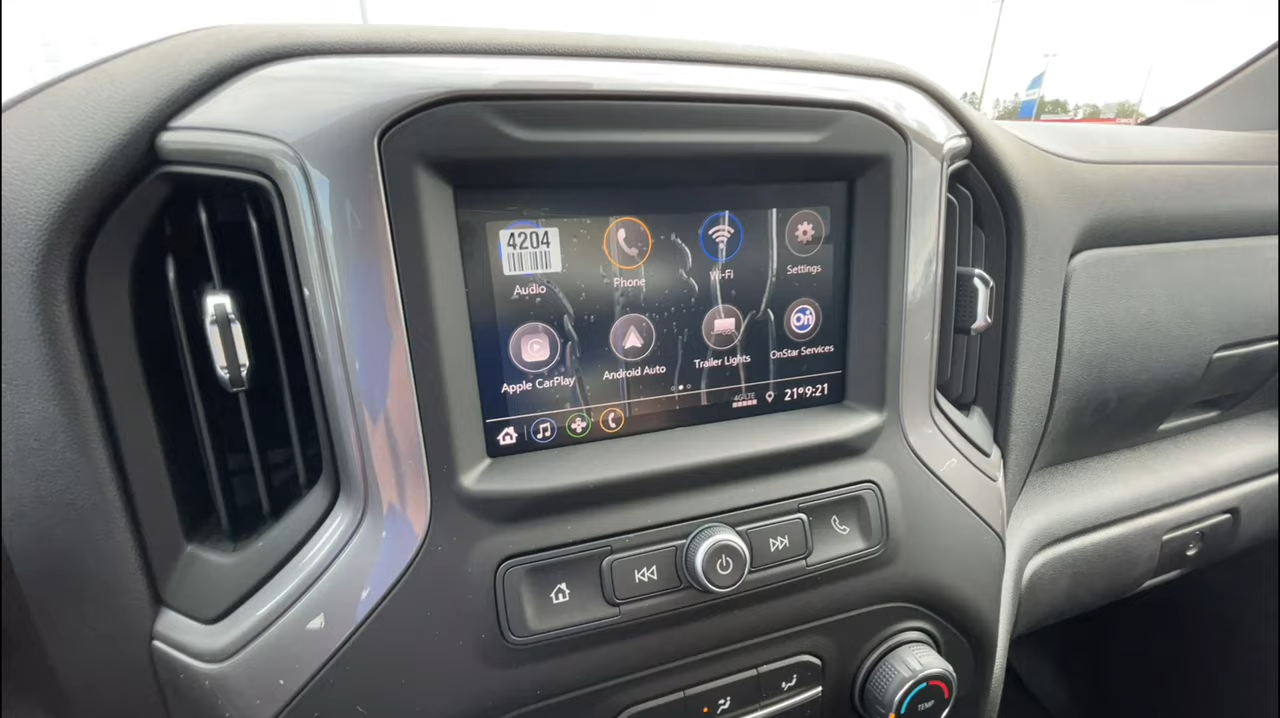 4204
Audio
Phone
Wi-Fi
Settings
Apple CarPlay
Android Auto
Trailer Lights
On
OnStar Services
4G LTE
21° 9:21
TEMP